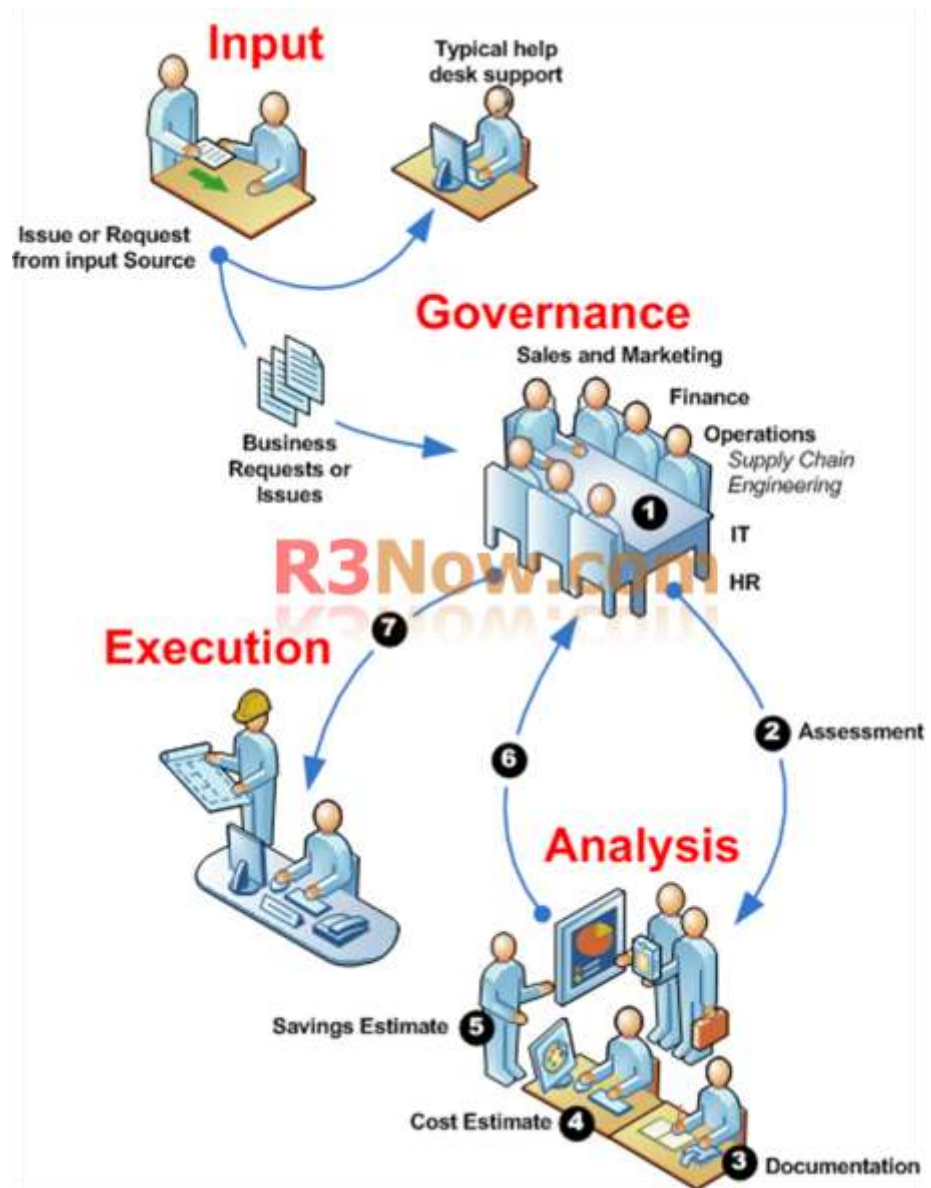 Input
Typical help
desk support
Issue or Request
from input Source
Governance
Sales and Marketing
Finance
Operations
Supply Chain
Engineering
IT
HR
Business
Requests or
Issues
1
R3Now.com
7
Execution
2 Assessment
6
Analysis
Savings Estimate 5
Cost Estimate 4
3 Documentation